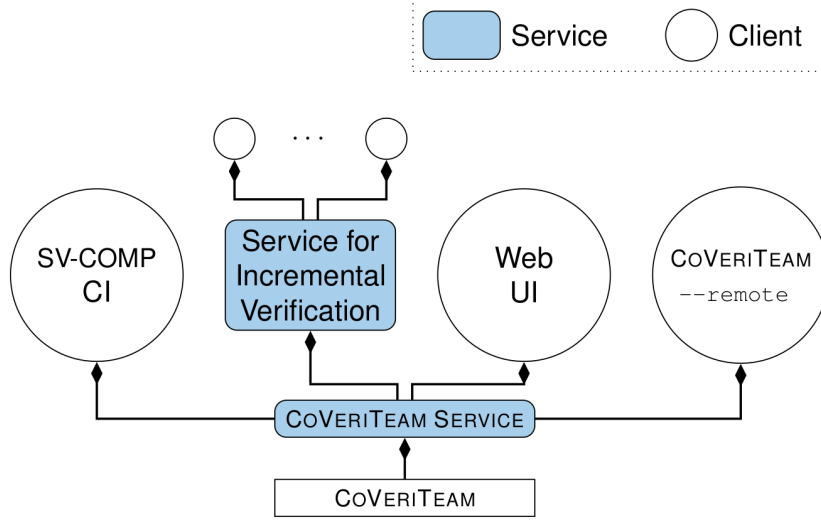 Service
Client
...
SV-COMP
CI
Service for
Incremental
Verification
Web
UI
COVERITEAM
--remote
COVERITEAM SERVICE
COVERITEAM